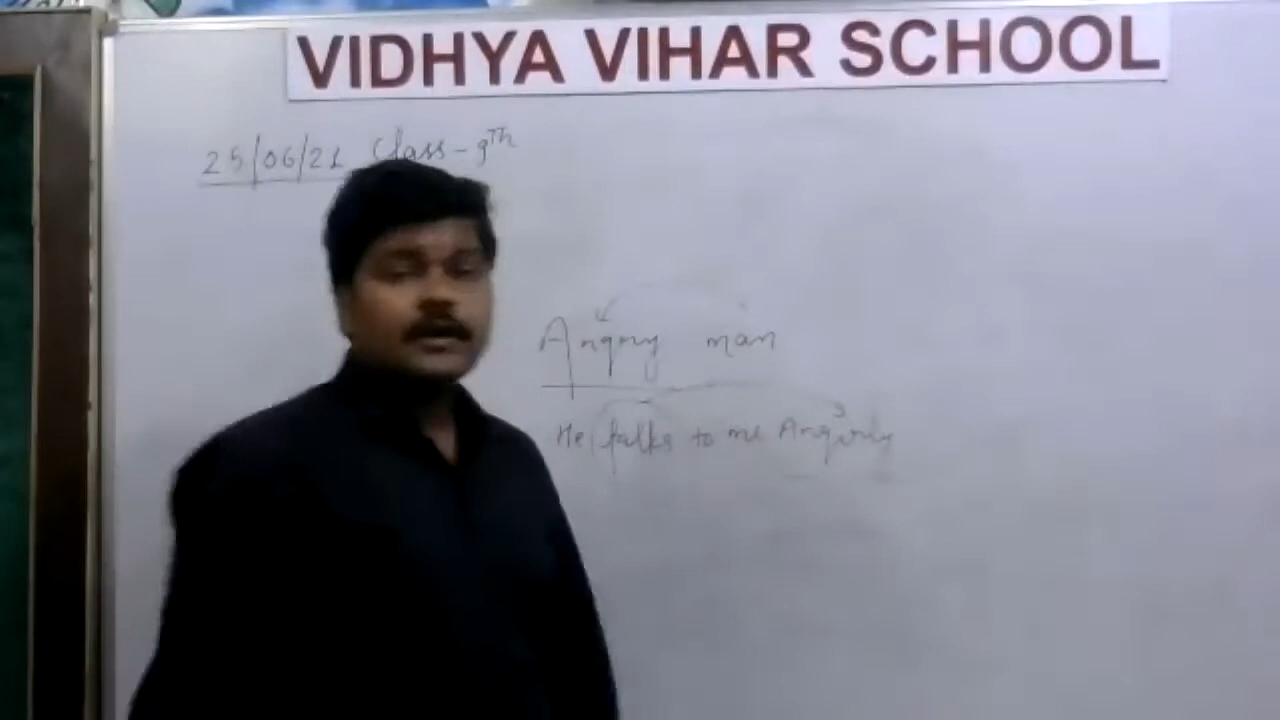 VIDHYA VIHAR SCHOOL
25/06/21 Class - 9th
Angry man
He talks to me Angrily